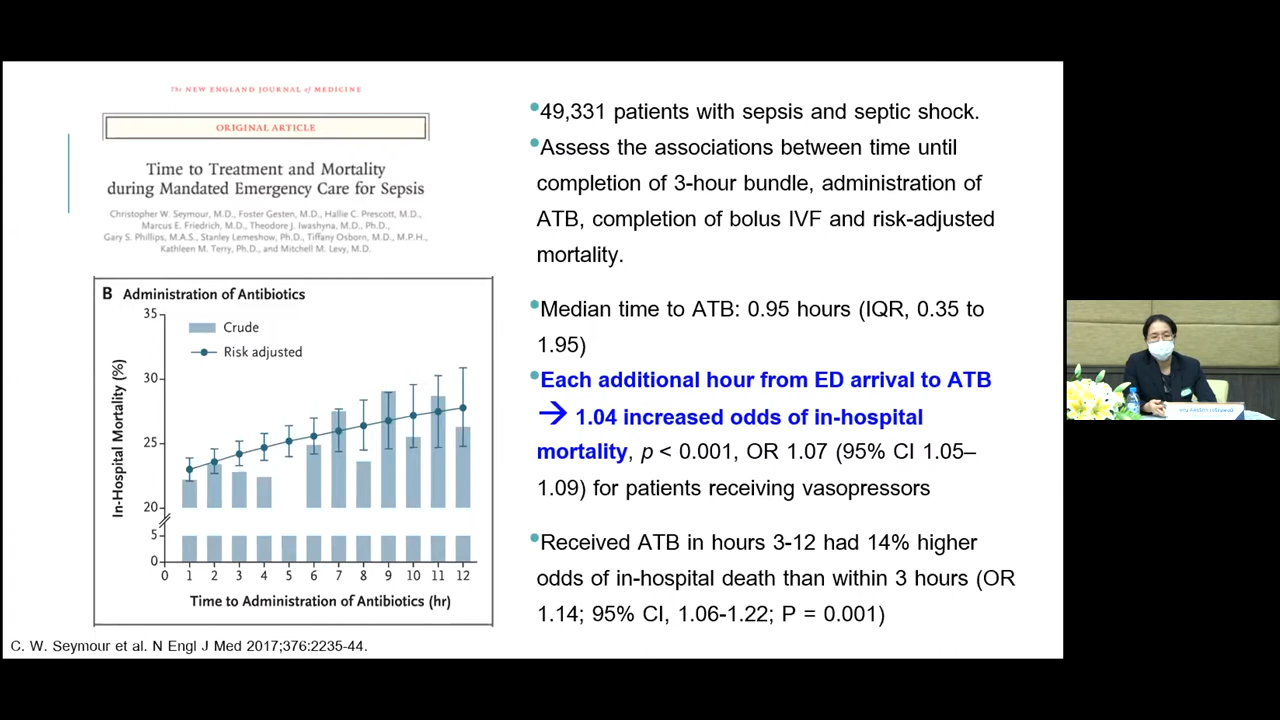 The NEW ENGLAND JOURNAL of MEDICINE
ORIGINAL ARTICLE
Time to Treatment and Mortality
during Mandated Emergency Care for Sepsis
Christopher W. Seymour, M.D., Foster Gesten, M.D., Hallie C. Prescott, M.D.,
Marcus E. Friedrich, M.D., Theodore J. Iwashyna, M.D., Ph.D.,
Gary S. Phillips, M.A.S., Stanley Lemeshow, Ph.D., Tiffany Osborn, M.D., M.P.H.,
Kathleen M. Terry, Ph.D., and Mitchell M. Levy, M.D.
B Administration of Antibiotics
35
30
25
20
5
0
In-Hospital Mortality (%)
Crude
Risk adjusted
0 1 2 3 4 5 6 7 8 9 10 11 12
Time to Administration of Antibiotics (hr)
C. W. Seymour et al. N Engl J Med 2017;376:2235-44.
•49,331 patients with sepsis and septic shock.
•Assess the associations between time until
completion of 3-hour bundle, administration of
ATB, completion of bolus IVF and risk-adjusted
mortality.
•Median time to ATB: 0.95 hours (IQR, 0.35 to
1.95)
•Each additional hour from ED arrival to ATB
→ 1.04 increased odds of in-hospital
mortality, p < 0.001, OR 1.07 (95% CI 1.05–
1.09) for patients receiving vasopressors
•Received ATB in hours 3-12 had 14% higher
odds of in-hospital death than within 3 hours (OR
1.14; 95% CI, 1.06-1.22; P = 0.001)